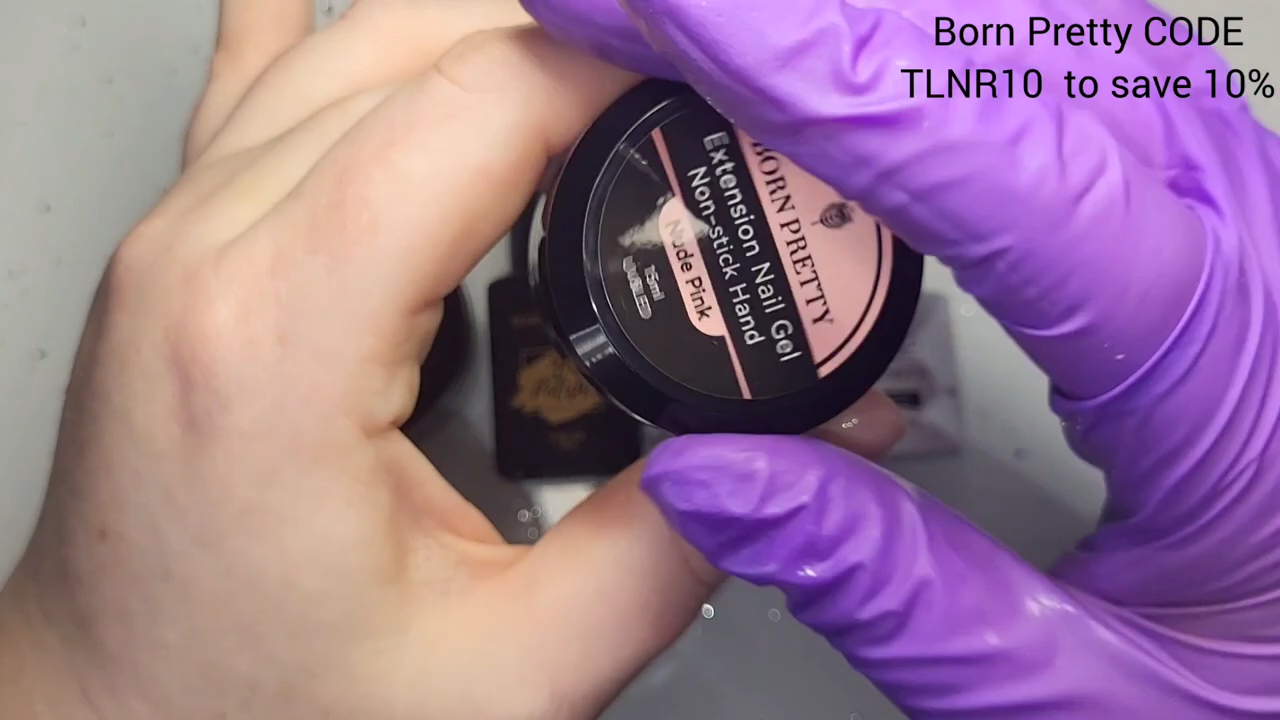 Born Pretty CODE
TLNR10 to save 10%
BORN PRETTY
Extension Nail Gel
Non-stick Hand
Nude Pink
15ml